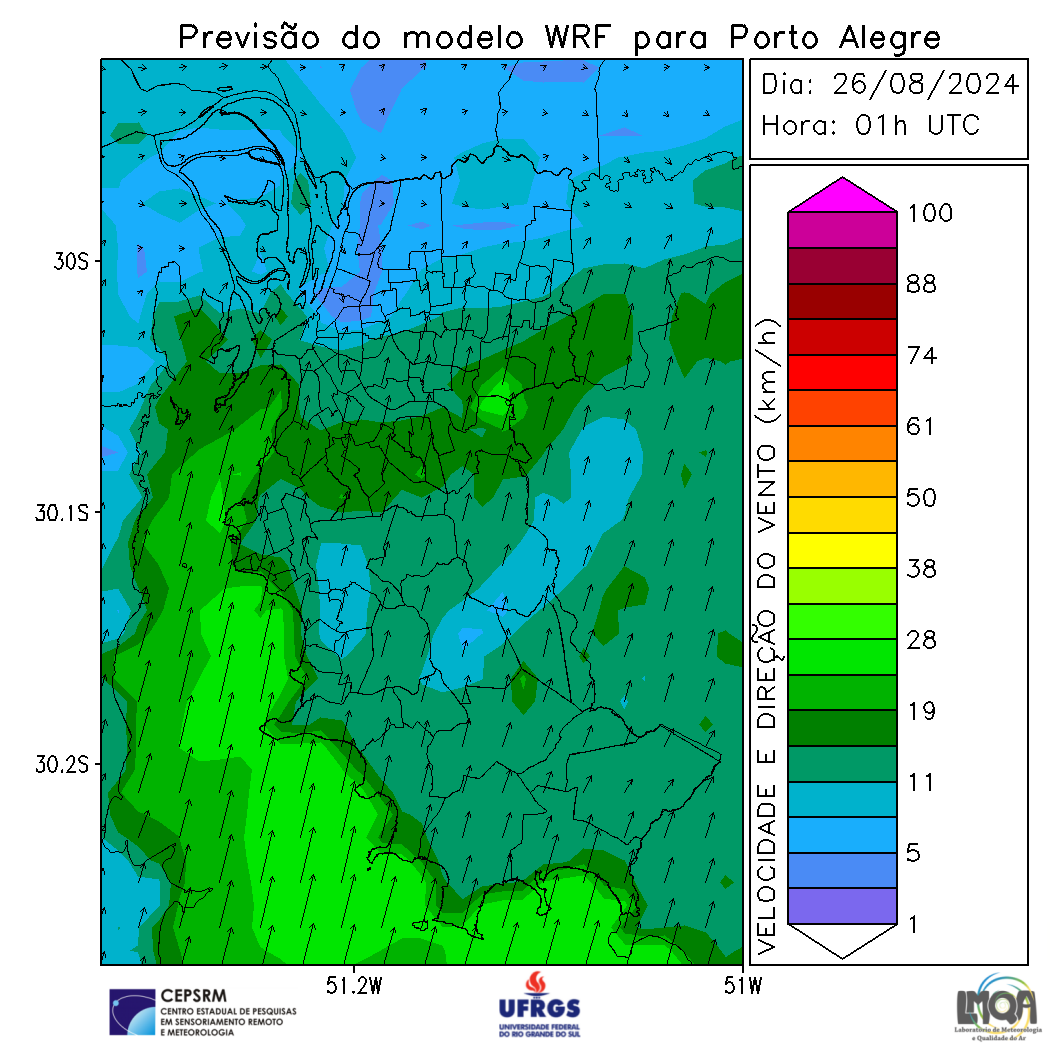 Previsão do modelo WRF para Porto Alegre
Dia: 26/08/2024
Hora: 01h UTC
30S
30.1S
30.2S
51.2W
51W
VELOCIDADE E DIREÇÃO DO VENTO (km/h)
100
88
74
61
50
38
28
19
11
5
1
CEPSRM
CENTRO ESTADUAL DE PESQUISAS
EM SENSORIAMENTO REMOTO
E METEOROLOGIA
UFRGS
UNIVERSIDADE FEDERAL
DO RIO GRANDE DO SUL
LMQA
Laboratório de Meteorologia
e Qualidade do Ar